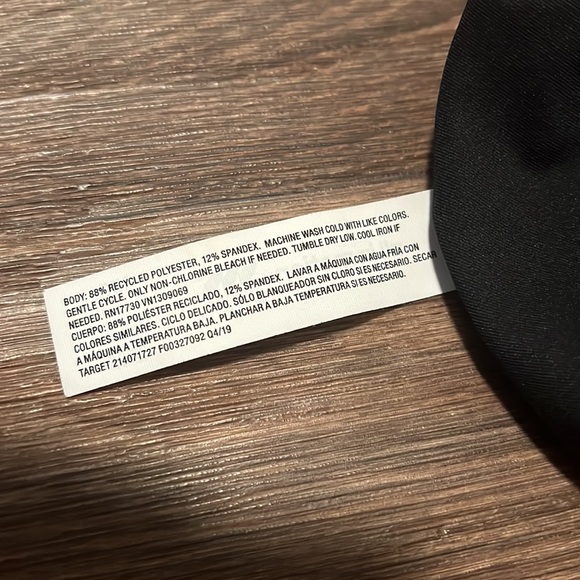 BODY: 88% RECYCLED POLYESTER, 12% SPANDEX. MACHINE WASH COLD WITH LIKE COLORS.
GENTLE CYCLE. ONLY NON-CHLORINE BLEACH IF NEEDED. TUMBLE DRY LOW. COOL IRON IF
NEEDED. RN17730 VN1309069
CUERPO: 88% POLIÉSTER RECICLADO, 12% SPANDEX. LAVAR A MÁQUINA CON AGUA FRÍA CON
COLORES SIMILARES. CICLO DELICADO. SÓLO BLANQUEADOR SIN CLORO SI ES NECESARIO. SECAR
A MÁQUINA A TEMPERATURA BAJA. PLANCHAR A BAJA TEMPERATURA SI ES NECESARIO.
TARGET 214071727 F00327092 Q4/19